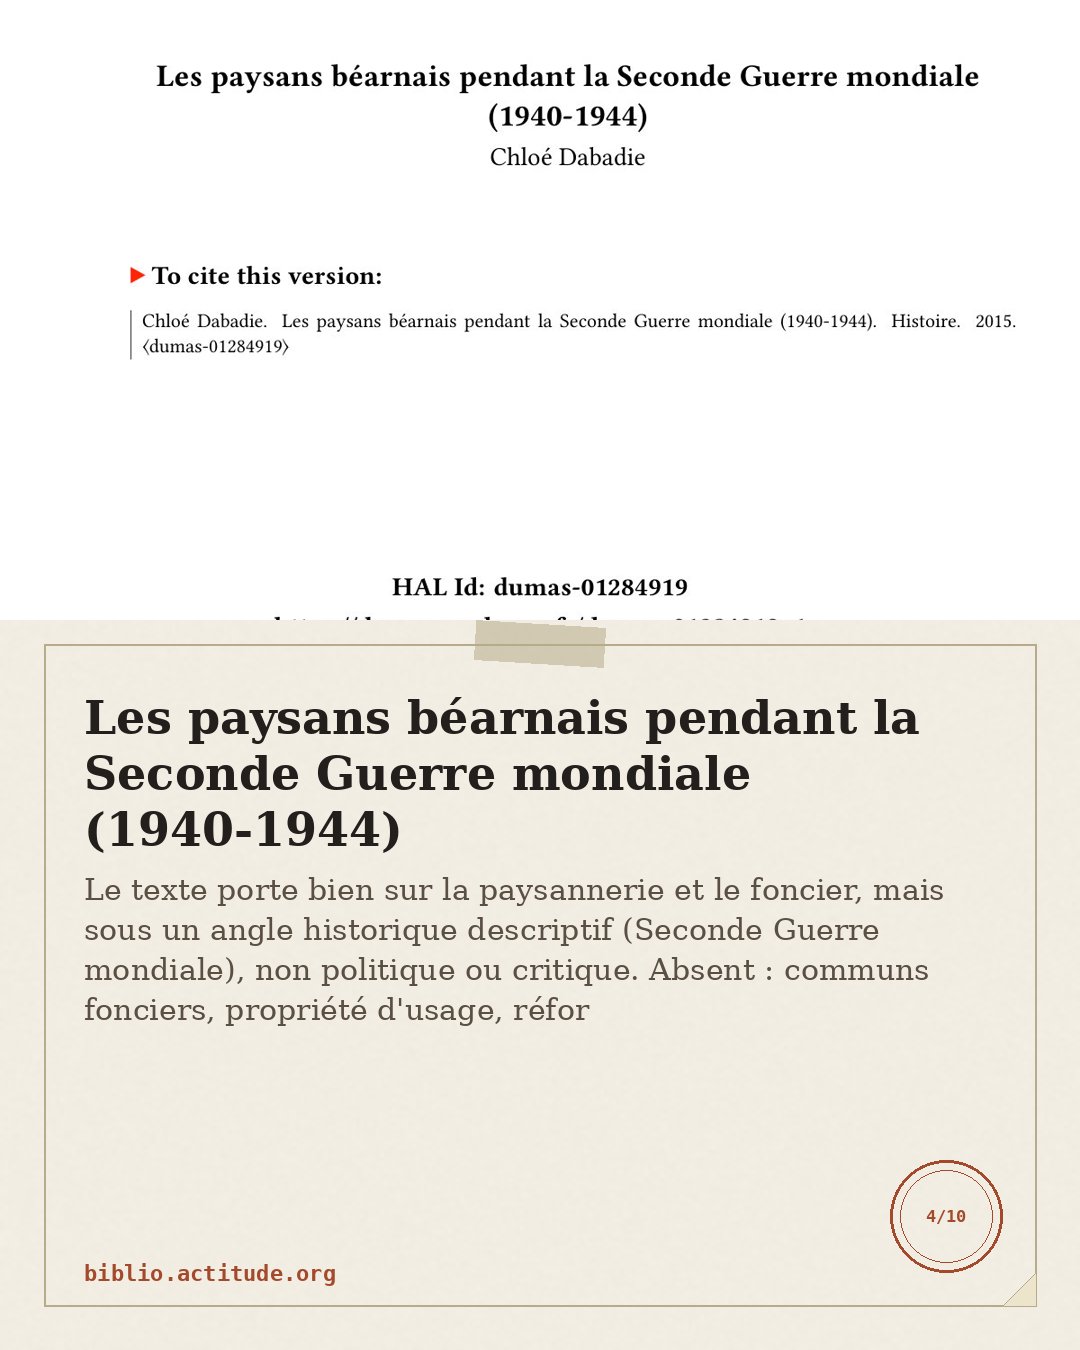 Les paysans béarnais pendant la Seconde Guerre mondiale
(1940-1944)
Chloé Dabadie
To cite this version:
Chloé Dabadie. Les paysans béarnais pendant la Seconde Guerre mondiale (1940-1944). Histoire. 2015.
⟨dumas-01284919⟩
HAL Id: dumas-01284919
Les paysans béarnais pendant la
Seconde Guerre mondiale
(1940-1944)
Le texte porte bien sur la paysannerie et le foncier, mais
sous un angle historique descriptif (Seconde Guerre
mondiale), non politique ou critique. Absent : communs
fonciers, propriété d'usage, réfor
4/10
biblio.actitude.org